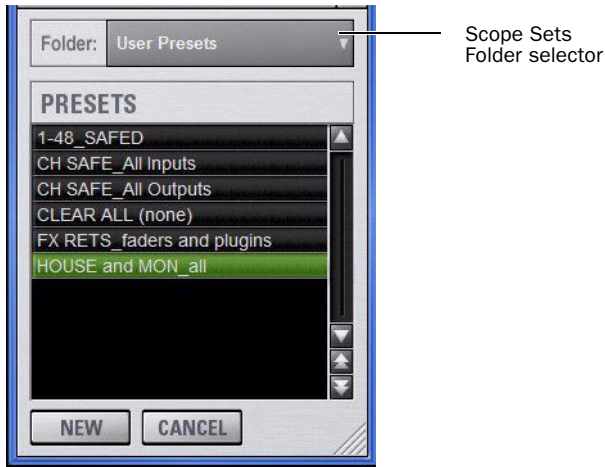 Folder: User Presets
Scope Sets
Folder selector
PRESETS
1-48_SAFED
CH SAFE_All Inputs
CH SAFE_All Outputs
CLEAR ALL (none)
FX RETS_faders and plugins
HOUSE and MON_all
NEW CANCEL